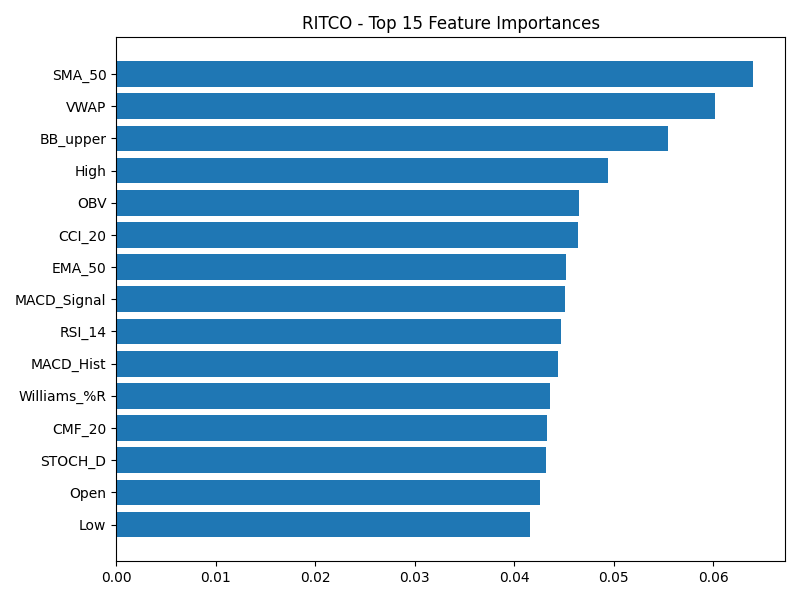 RITCO - Top 15 Feature Importances
SMA_50
VWAP
BB_upper
High
OBV
CCI_20
EMA_50
MACD_Signal
RSI_14
MACD_Hist
Williams_%R
CMF_20
STOCH_D
Open
Low
0.00 0.01 0.02 0.03 0.04 0.05 0.06